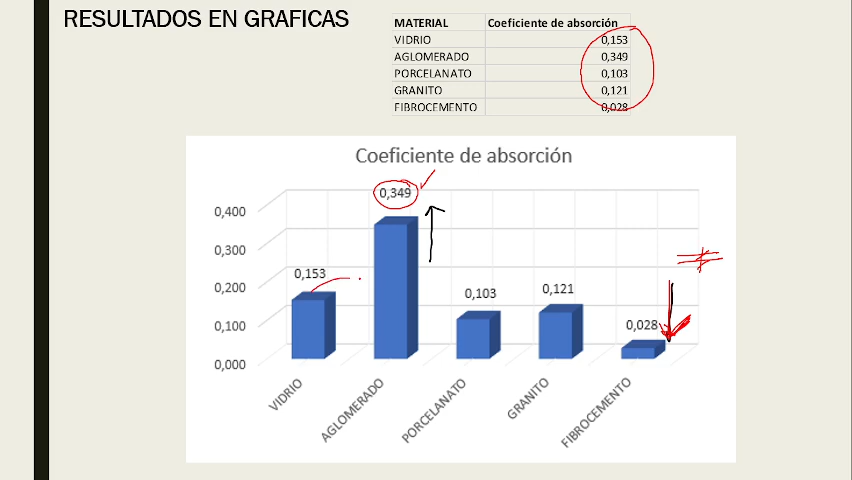 RESULTADOS EN GRAFICAS
MATERIAL Coeficiente de absorción
VIDRIO 0,153
AGLOMERADO 0,349
PORCELANATO 0,103
GRANITO 0,121
FIBROCEMENTO 0,028
Coeficiente de absorción
0,400
0,300
0,200
0,100
0,000
0,153
0,349
0,103
0,121
0,028
VIDRIO
AGLOMERADO
PORCELANATO
GRANITO
FIBROCEMENTO
≠